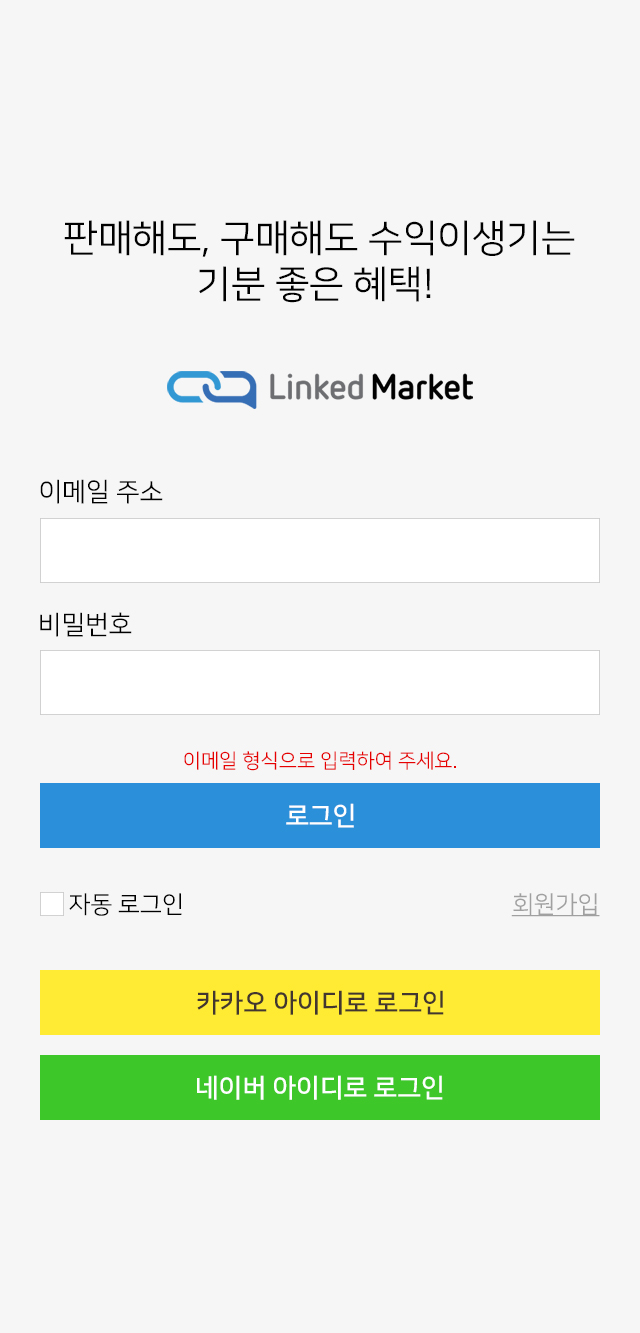 판매해도, 구매해도 수익이생기는
기분 좋은 혜택!
Linked Market
이메일 주소
비밀번호
이메일 형식으로 입력하여 주세요.
로그인
자동 로그인
회원가입
카카오 아이디로 로그인
네이버 아이디로 로그인